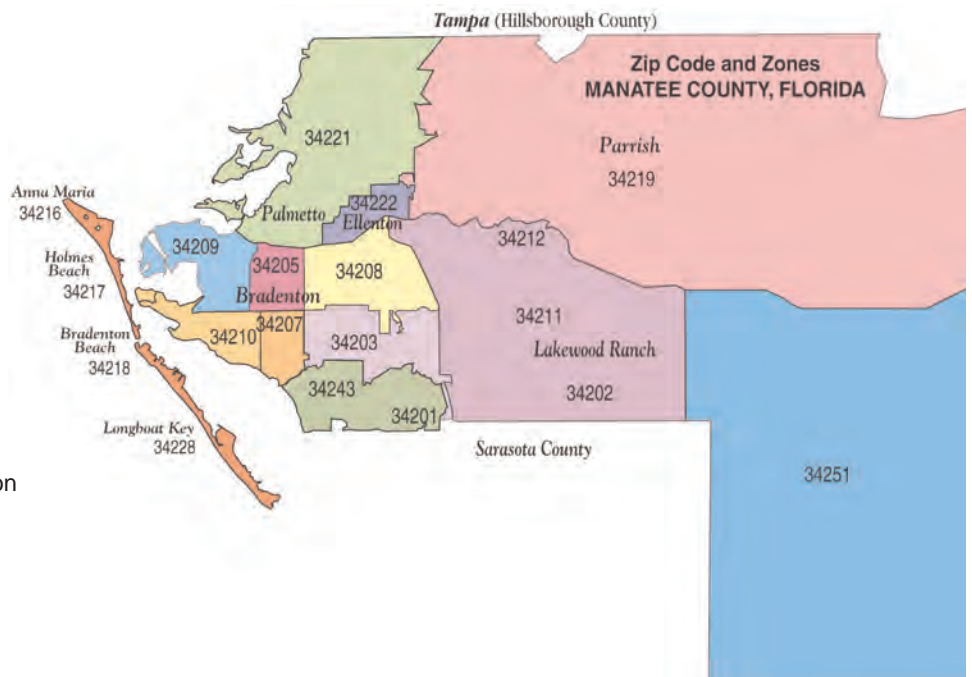 Tampa (Hillsborough County)
Zip Code and Zones
MANATEE COUNTY, FLORIDA
34221
Parrish
34219
Anna Maria
34216
34222
Palmetto
Ellenton
34212
34209
Holmes
Beach
34217
34205
34208
Bradenton
34211
34207
34210
34203
Lakewood Ranch
Bradenton
Beach
34218
34243
34202
34201
Longboat Key
34228
Sarasota County
34251
on